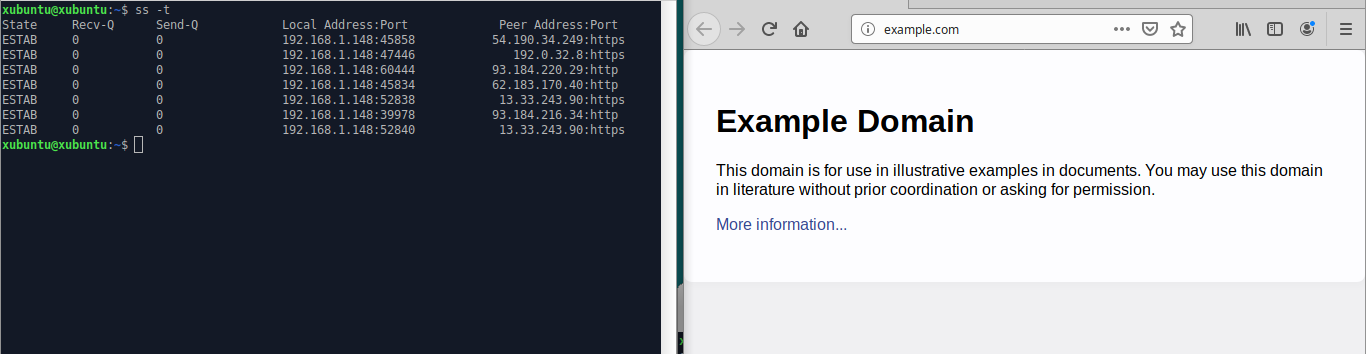 xubuntu@xubuntu:~$ ss -t
State Recv-Q Send-Q Local Address:Port Peer Address:Port
ESTAB 0 0 192.168.1.148:45858 54.190.34.249:https
ESTAB 0 0 192.168.1.148:47446 192.0.32.8:https
ESTAB 0 0 192.168.1.148:60444 93.184.220.29:http
ESTAB 0 0 192.168.1.148:45834 62.183.170.40:http
ESTAB 0 0 192.168.1.148:52838 13.33.243.90:https
ESTAB 0 0 192.168.1.148:39978 93.184.216.34:http
ESTAB 0 0 192.168.1.148:52840 13.33.243.90:https
xubuntu@xubuntu:~$
example.com
Example Domain
This domain is for use in illustrative examples in documents. You may use this domain
in literature without prior coordination or asking for permission.
More information...